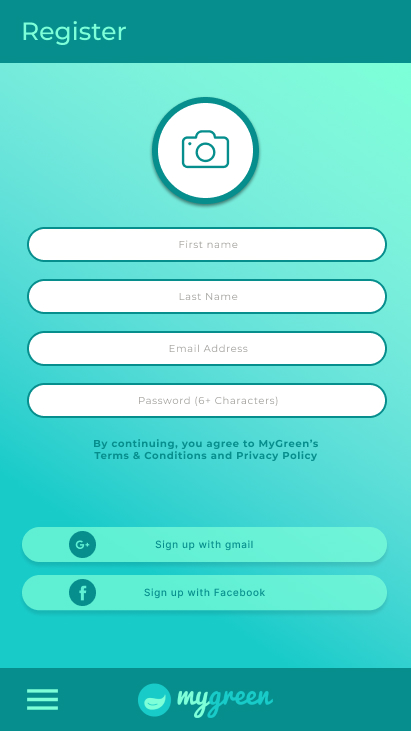 Register
First name
Last Name
Email Address
Password (6+ Characters)
By continuing, you agree to MyGreen's
Terms & Conditions and Privacy Policy
G+ Sign up with gmail
f Sign up with Facebook
mygreen